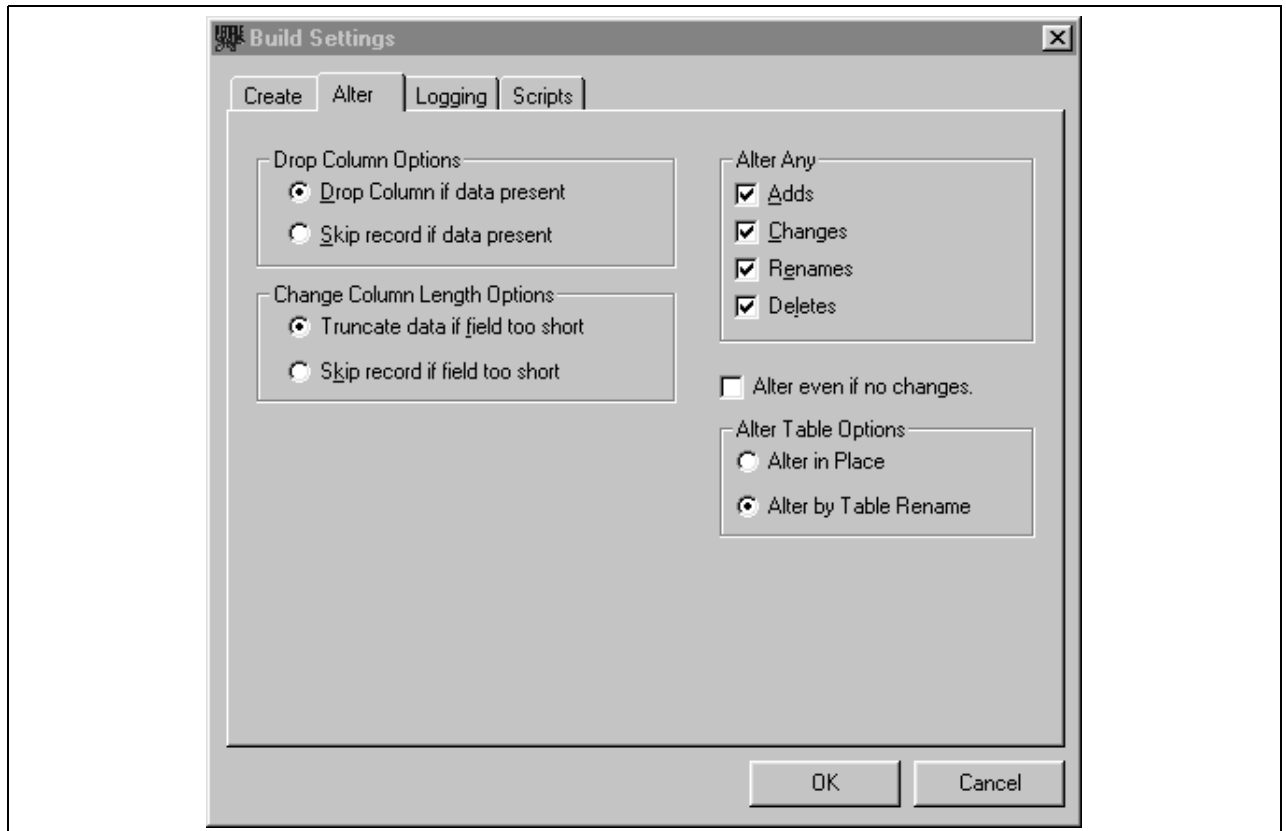 Build Settings
Create
Alter
Logging
Scripts
Drop Column Options
Drop Column if data present
Skip record if data present
Change Column Length Options
Truncate data if field too short
Skip record if field too short
Alter Any
Adds
Changes
Renames
Deletes
Alter even if no changes.
Alter Table Options
Alter in Place
Alter by Table Rename
OK
Cancel